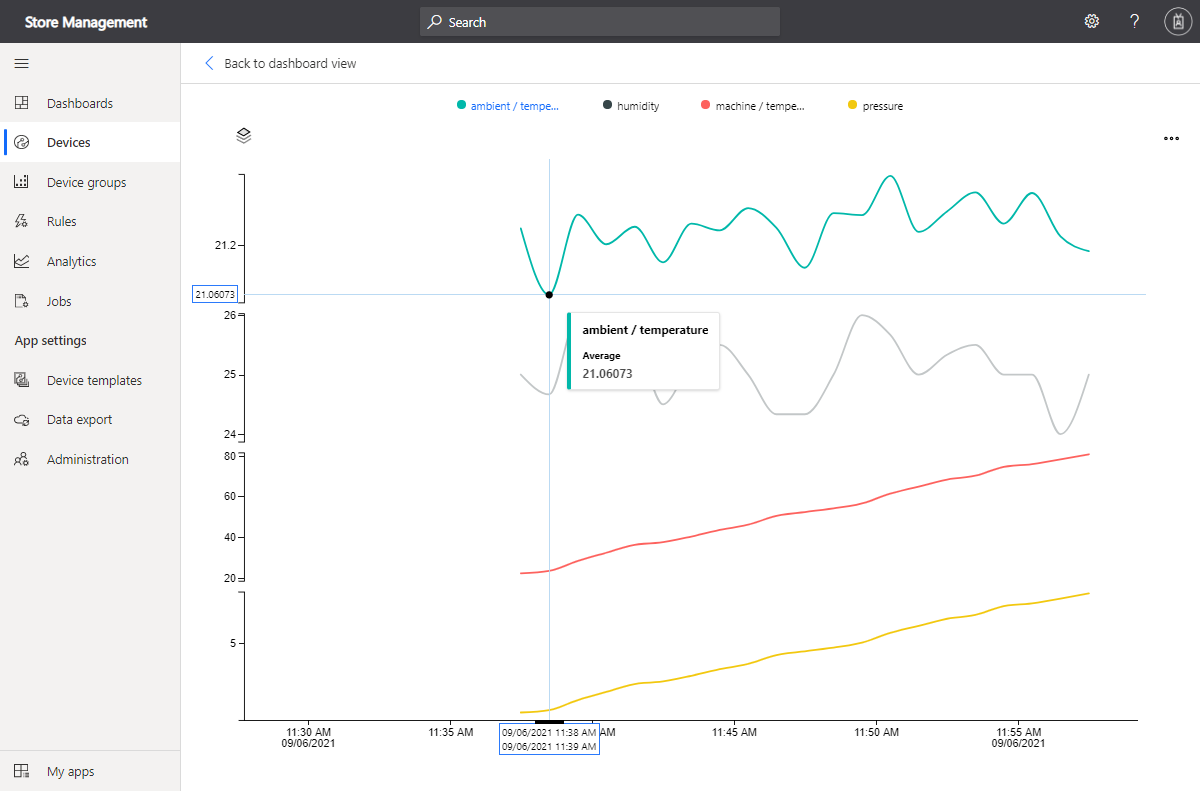 Store Management
Search
?
Back to dashboard view
Dashboards
Devices
Device groups
Rules
Analytics
Jobs
App settings
Device templates
Data export
Administration
My apps
ambient / tempe...
humidity
machine / tempe...
pressure
21.2
21.06073
ambient / temperature
Average
21.06073
26
25
24
80
60
40
20
5
11:30 AM
09/06/2021
11:35 AM
09/06/2021 11:38 AM
09/06/2021 11:39 AM
AM
11:45 AM
11:50 AM
11:55 AM
09/06/2021